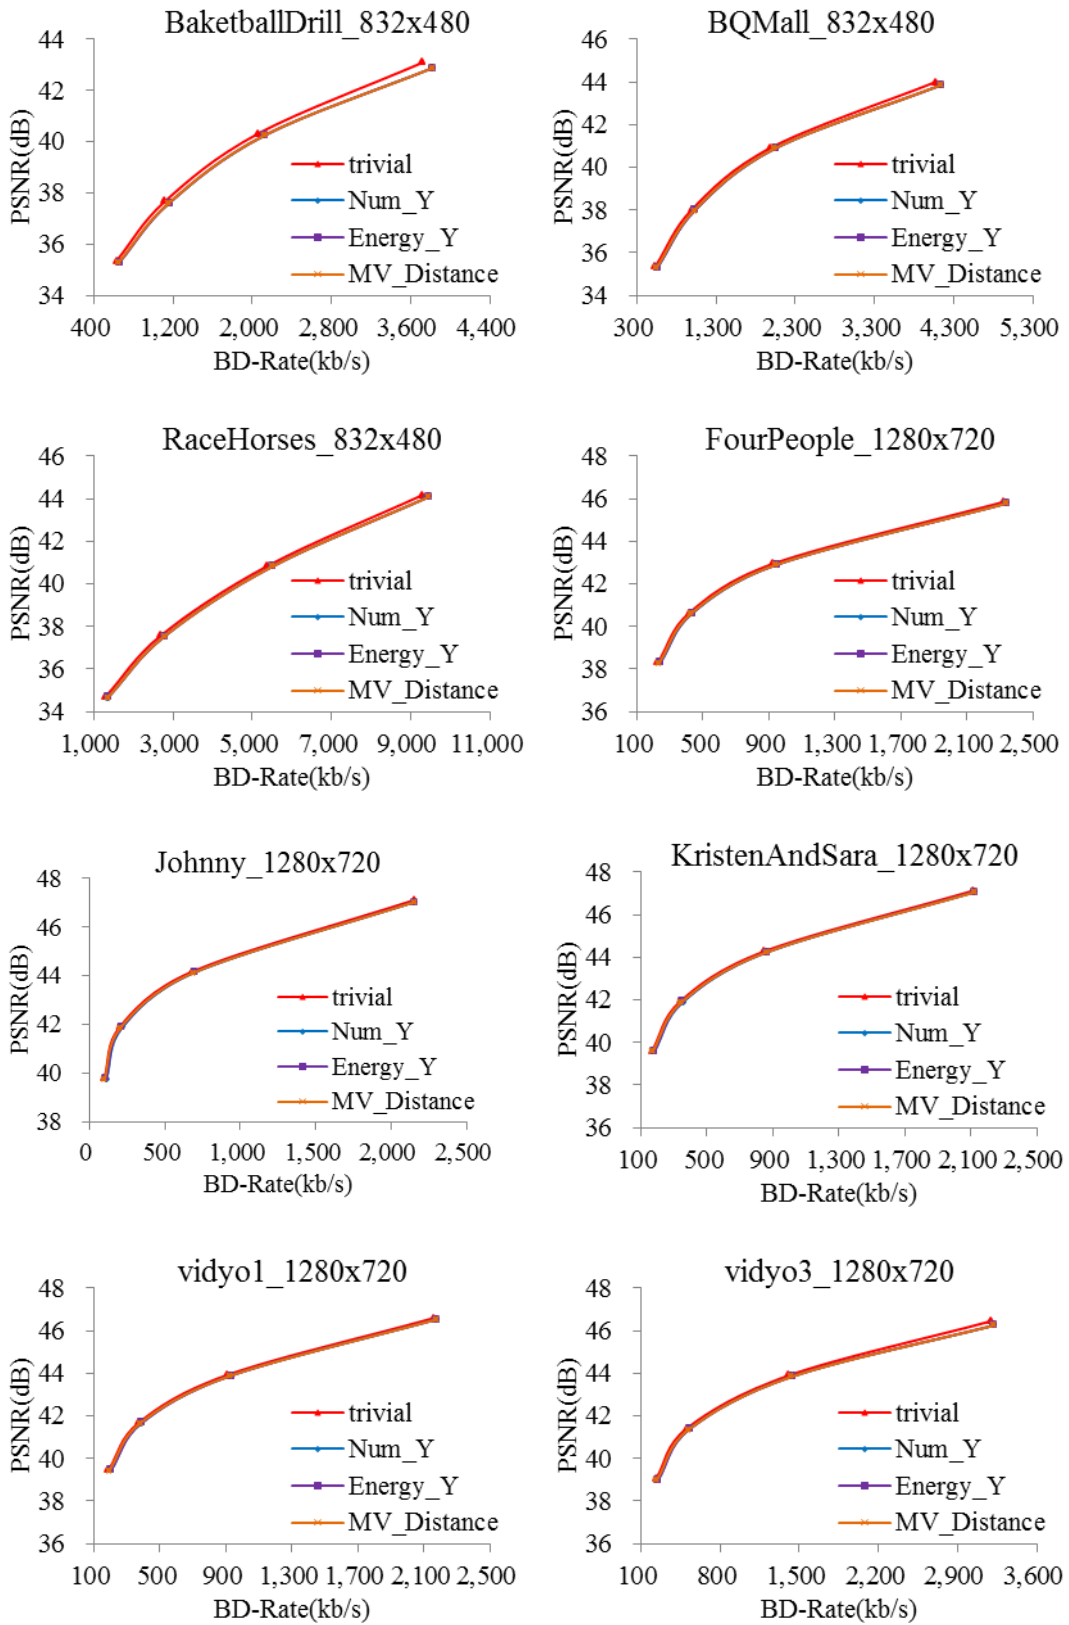 BaketballDrill_832x480
44
42
40
38
36
34
PSNR(dB)
trivial
Num_Y
Energy_Y
MV_Distance
400 1,200 2,000 2,800 3,600 4,400
BD-Rate(kb/s)
BQMall_832x480
46
44
42
40
38
36
34
PSNR(dB)
trivial
Num_Y
Energy_Y
MV_Distance
300 1,300 2,300 3,300 4,300 5,300
BD-Rate(kb/s)
RaceHorses_832x480
46
44
42
40
38
36
34
PSNR(dB)
trivial
Num_Y
Energy_Y
MV_Distance
1,000 3,000 5,000 7,000 9,000 11,000
BD-Rate(kb/s)
FourPeople_1280x720
48
46
44
42
40
38
36
PSNR(dB)
trivial
Num_Y
Energy_Y
MV_Distance
100 500 900 1,300 1,700 2,100 2,500
BD-Rate(kb/s)
Johnny_1280x720
48
46
44
42
40
38
PSNR(dB)
trivial
Num_Y
Energy_Y
MV_Distance
0 500 1,000 1,500 2,000 2,500
BD-Rate(kb/s)
KristenAndSara_1280x720
48
46
44
42
40
38
36
PSNR(dB)
trivial
Num_Y
Energy_Y
MV_Distance
100 500 900 1,300 1,700 2,100 2,500
BD-Rate(kb/s)
vidyo1_1280x720
48
46
44
42
40
38
36
PSNR(dB)
trivial
Num_Y
Energy_Y
MV_Distance
100 500 900 1,300 1,700 2,100 2,500
BD-Rate(kb/s)
vidyo3_1280x720
48
46
44
42
40
38
36
PSNR(dB)
trivial
Num_Y
Energy_Y
MV_Distance
100 800 1,500 2,200 2,900 3,600
BD-Rate(kb/s)